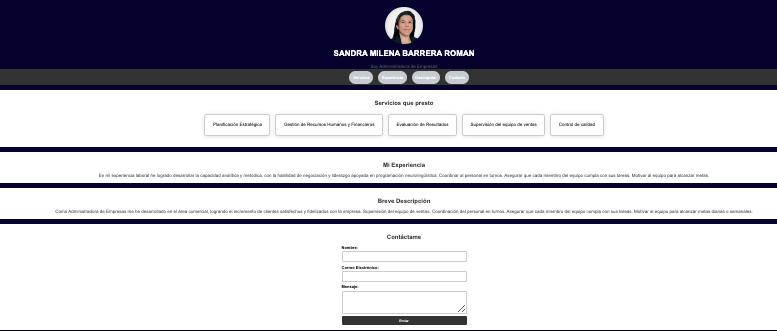 SANDRA MILENA BARRERA ROMAN
Soy Administradora de Empresas
Servicios Experiencia Descripción Contacto
Servicios que presto
Planificación Estratégica
Gestión de Recursos Humanos y Financieros
Evaluación de Resultados
Supervisión del equipo de ventas
Control de calidad
Mi Experiencia
En mi experiencia laboral he logrado desarrollar la capacidad analítica y metódica, con la habilidad de negociación y liderazgo apoyada en programación neurolingüística. Coordinar al personal en turnos. Asegurar que cada miembro del equipo cumpla con sus tareas. Motivar al equipo para alcanzar metas.
Breve Descripción
Como Administradora de Empresas me he desarrollado en el área comercial, logrando el incremento de clientes satisfechos y fidelizados con la empresa. Supervisión del equipo de ventas. Coordinación del personal en turnos. Asegurar que cada miembro del equipo cumpla con sus tareas. Motivar al equipo para alcanzar metas diarias o semanales.
Contáctame
Nombre:
Correo Electrónico:
Mensaje:
Enviar